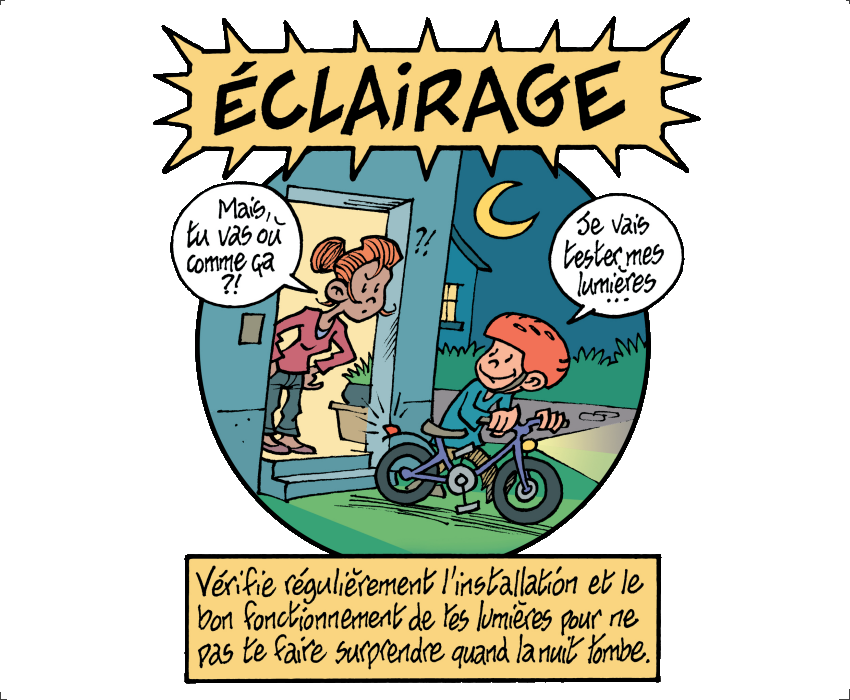 ÉCLAiRAGE
Mais,
tu vas où
comme ça
?!
?!
Je vais
tester mes
lumières
...
Vérifie régulièrement l'installation et le
bon fonctionnement de tes lumières pour ne
pas te faire surprendre quand la nuit tombe.